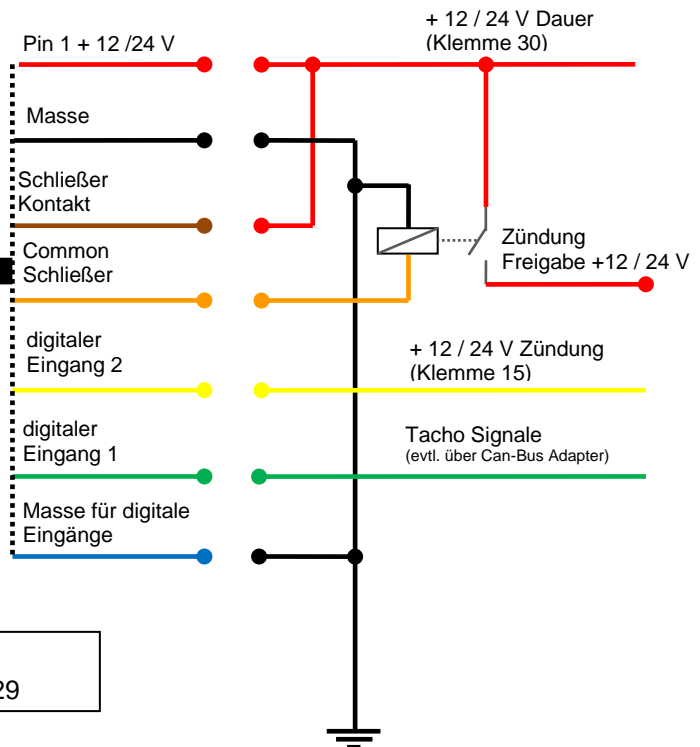 + 12 / 24 V Dauer
(Klemme 30)
Pin 1 + 12 /24 V
Masse
Schließer
Kontakt
Common
Schließer
Zündung
Freigabe +12 / 24 V
digitaler
Eingang 2
+ 12 / 24 V Zündung
(Klemme 15)
digitaler
Eingang 1
Tacho Signale
(evtl. über Can-Bus Adapter)
Masse für digitale
Eingänge
29